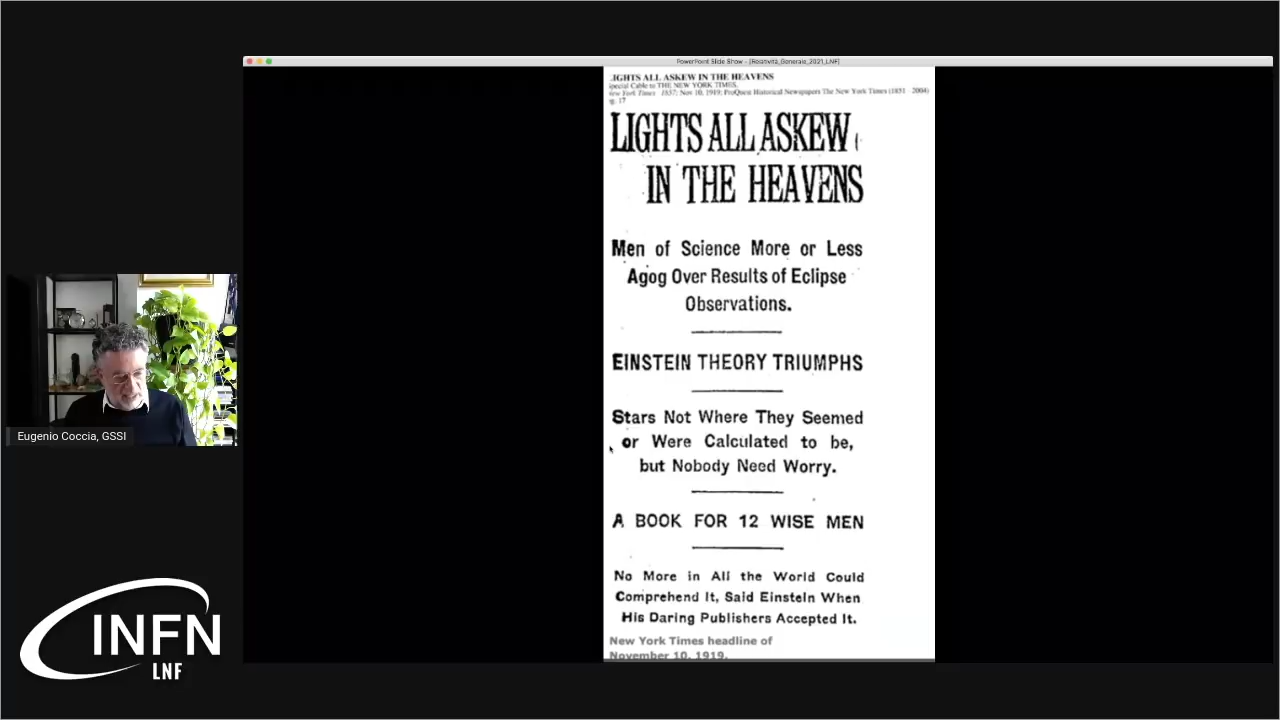 PowerPoint Slide Show - [Relatività_Generale_2021_LNF]
LIGHTS ALL ASKEW IN THE HEAVENS
Special Cable to THE NEW YORK TIMES.
New York Times 1857; Nov 10, 1919; ProQuest Historical Newspapers The New York Times (1851 - 2004)
pg. 17
LIGHTS ALL ASKEW
IN THE HEAVENS
Men of Science More or Less
Agog Over Results of Eclipse
Observations.
EINSTEIN THEORY TRIUMPHS
Stars Not Where They Seemed
or Were Calculated to be,
but Nobody Need Worry.
A BOOK FOR 12 WISE MEN
No More in All the World Could
Comprehend It, Said Einstein When
His Daring Publishers Accepted It.
New York Times headline of
November 10, 1919.
Eugenio Coccia, GSSI
INFN
LNF